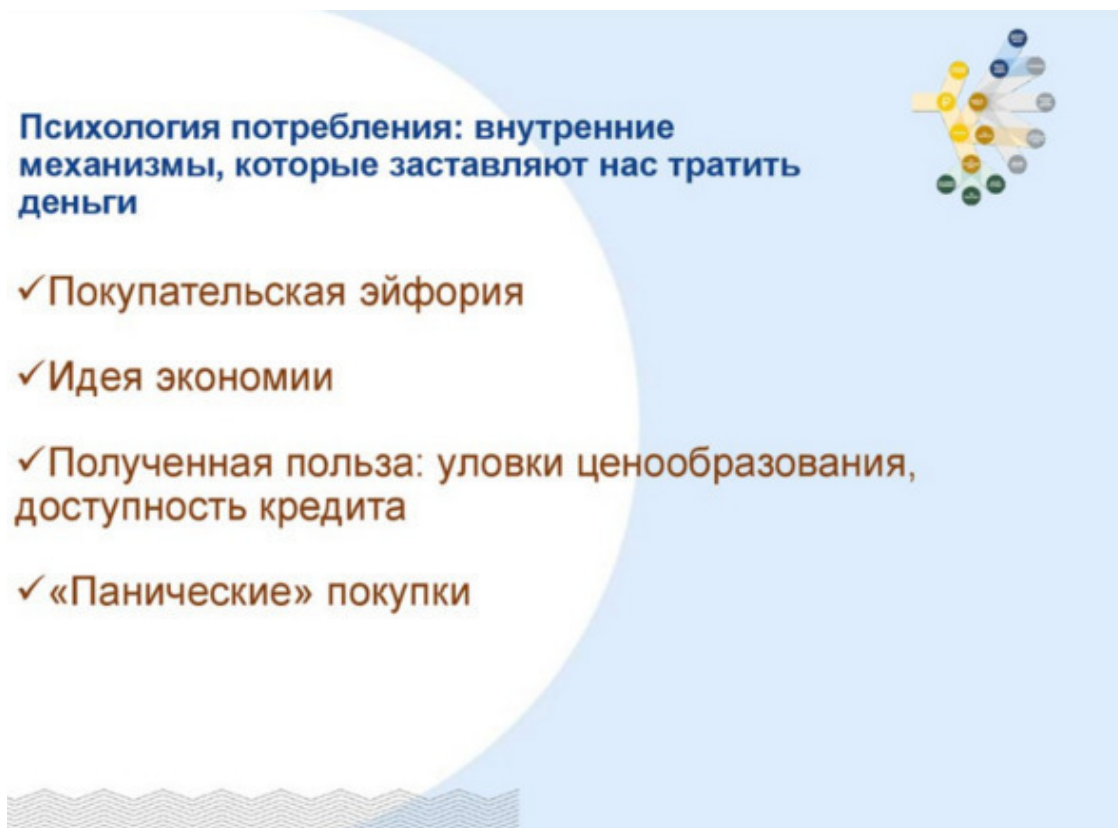 Психология потребления: внутренние
механизмы, которые заставляют нас тратить
деньги
✓Покупательская эйфория
✓Идея экономии
✓Полученная польза: уловки ценообразования,
доступность кредита
✓«Панические» покупки